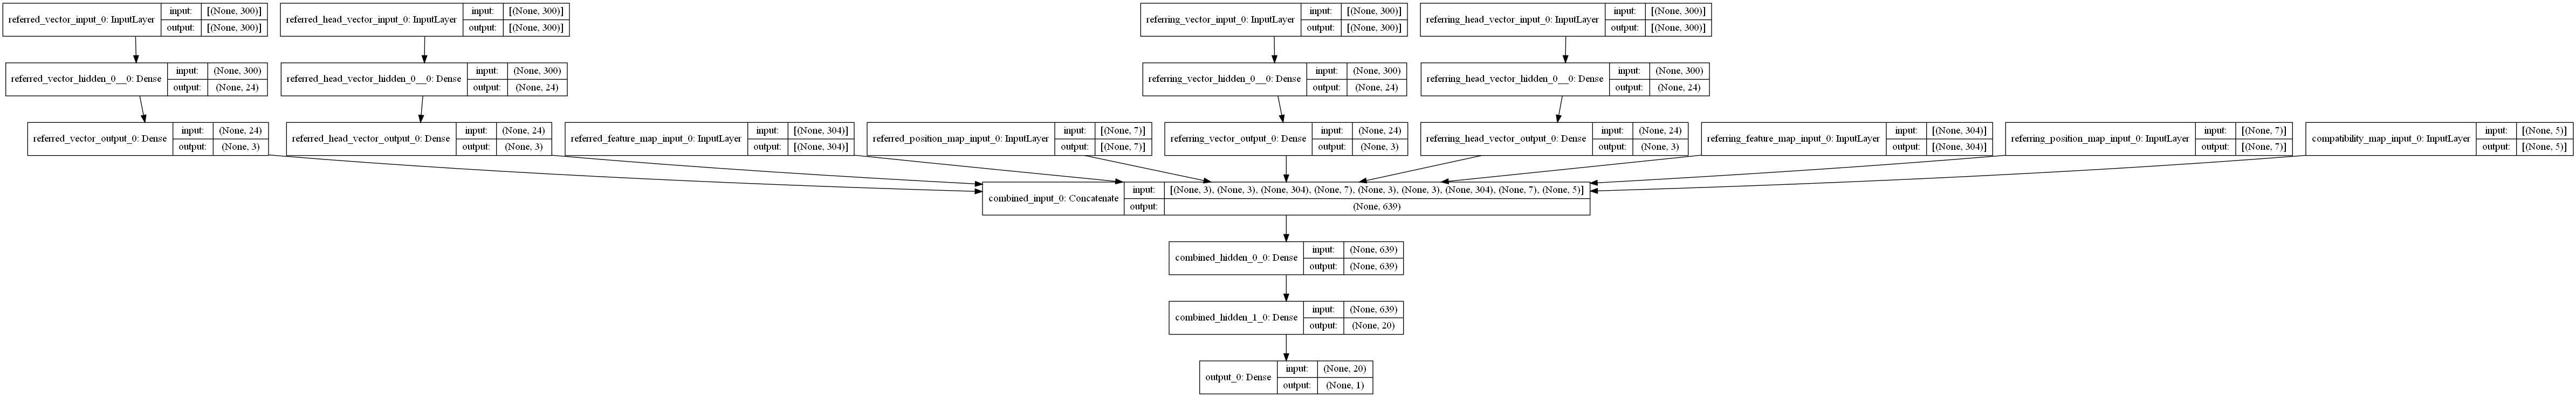 referred_vector_input_0: InputLayer input: [(None, 300)] output: [(None, 300)]
referred_head_vector_input_0: InputLayer input: [(None, 300)] output: [(None, 300)]
referring_vector_input_0: InputLayer input: [(None, 300)] output: [(None, 300)]
referring_head_vector_input_0: InputLayer input: [(None, 300)] output: [(None, 300)]
referred_vector_hidden_0__0: Dense input: (None, 300) output: (None, 24)
referred_head_vector_hidden_0__0: Dense input: (None, 300) output: (None, 24)
referring_vector_hidden_0__0: Dense input: (None, 300) output: (None, 24)
referring_head_vector_hidden_0__0: Dense input: (None, 300) output: (None, 24)
referred_vector_output_0: Dense input: (None, 24) output: (None, 3)
referred_head_vector_output_0: Dense input: (None, 24) output: (None, 3)
referred_feature_map_input_0: InputLayer input: [(None, 304)] output: [(None, 304)]
referred_position_map_input_0: InputLayer input: [(None, 7)] output: [(None, 7)]
referring_vector_output_0: Dense input: (None, 24) output: (None, 3)
referring_head_vector_output_0: Dense input: (None, 24) output: (None, 3)
referring_feature_map_input_0: InputLayer input: [(None, 304)] output: [(None, 304)]
referring_position_map_input_0: InputLayer input: [(None, 7)] output: [(None, 7)]
compatibility_map_input_0: InputLayer input: [(None, 5)] output: [(None, 5)]
combined_input_0: Concatenate input: [(None, 3), (None, 3), (None, 304), (None, 7), (None, 3), (None, 3), (None, 304), (None, 7), (None, 5)] output: (None, 639)
combined_hidden_0_0: Dense input: (None, 639) output: (None, 639)
combined_hidden_1_0: Dense input: (None, 639) output: (None, 20)
output_0: Dense input: (None, 20) output: (None, 1)